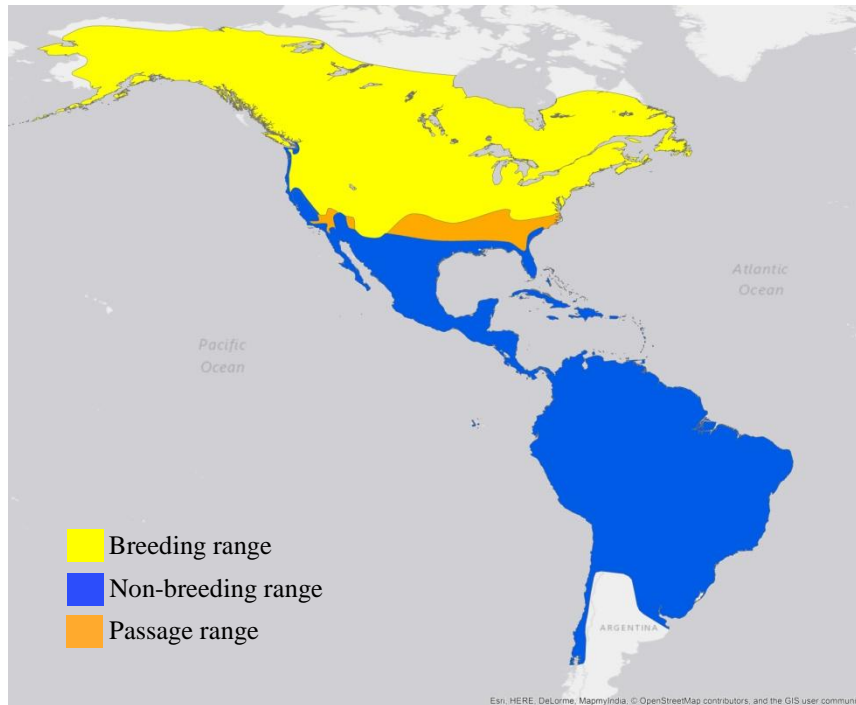 Atlantic
Ocean
Pacific
Ocean
Breeding range
Non-breeding range
Passage range
ARGENTINA
Esri, HERE, DeLorme, MapmyIndia, © OpenStreetMap contributors, and the GIS user commun